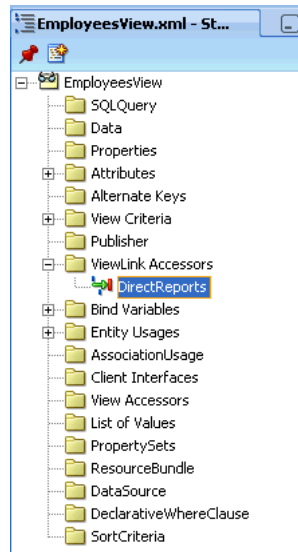 EmployeesView.xml - St...
EmployeesView
SQLQuery
Data
Properties
Attributes
Alternate Keys
View Criteria
Publisher
ViewLink Accessors
DirectReports
Bind Variables
Entity Usages
AssociationUsage
Client Interfaces
View Accessors
List of Values
PropertySets
ResourceBundle
DataSource
DeclarativeWhereClause
SortCriteria